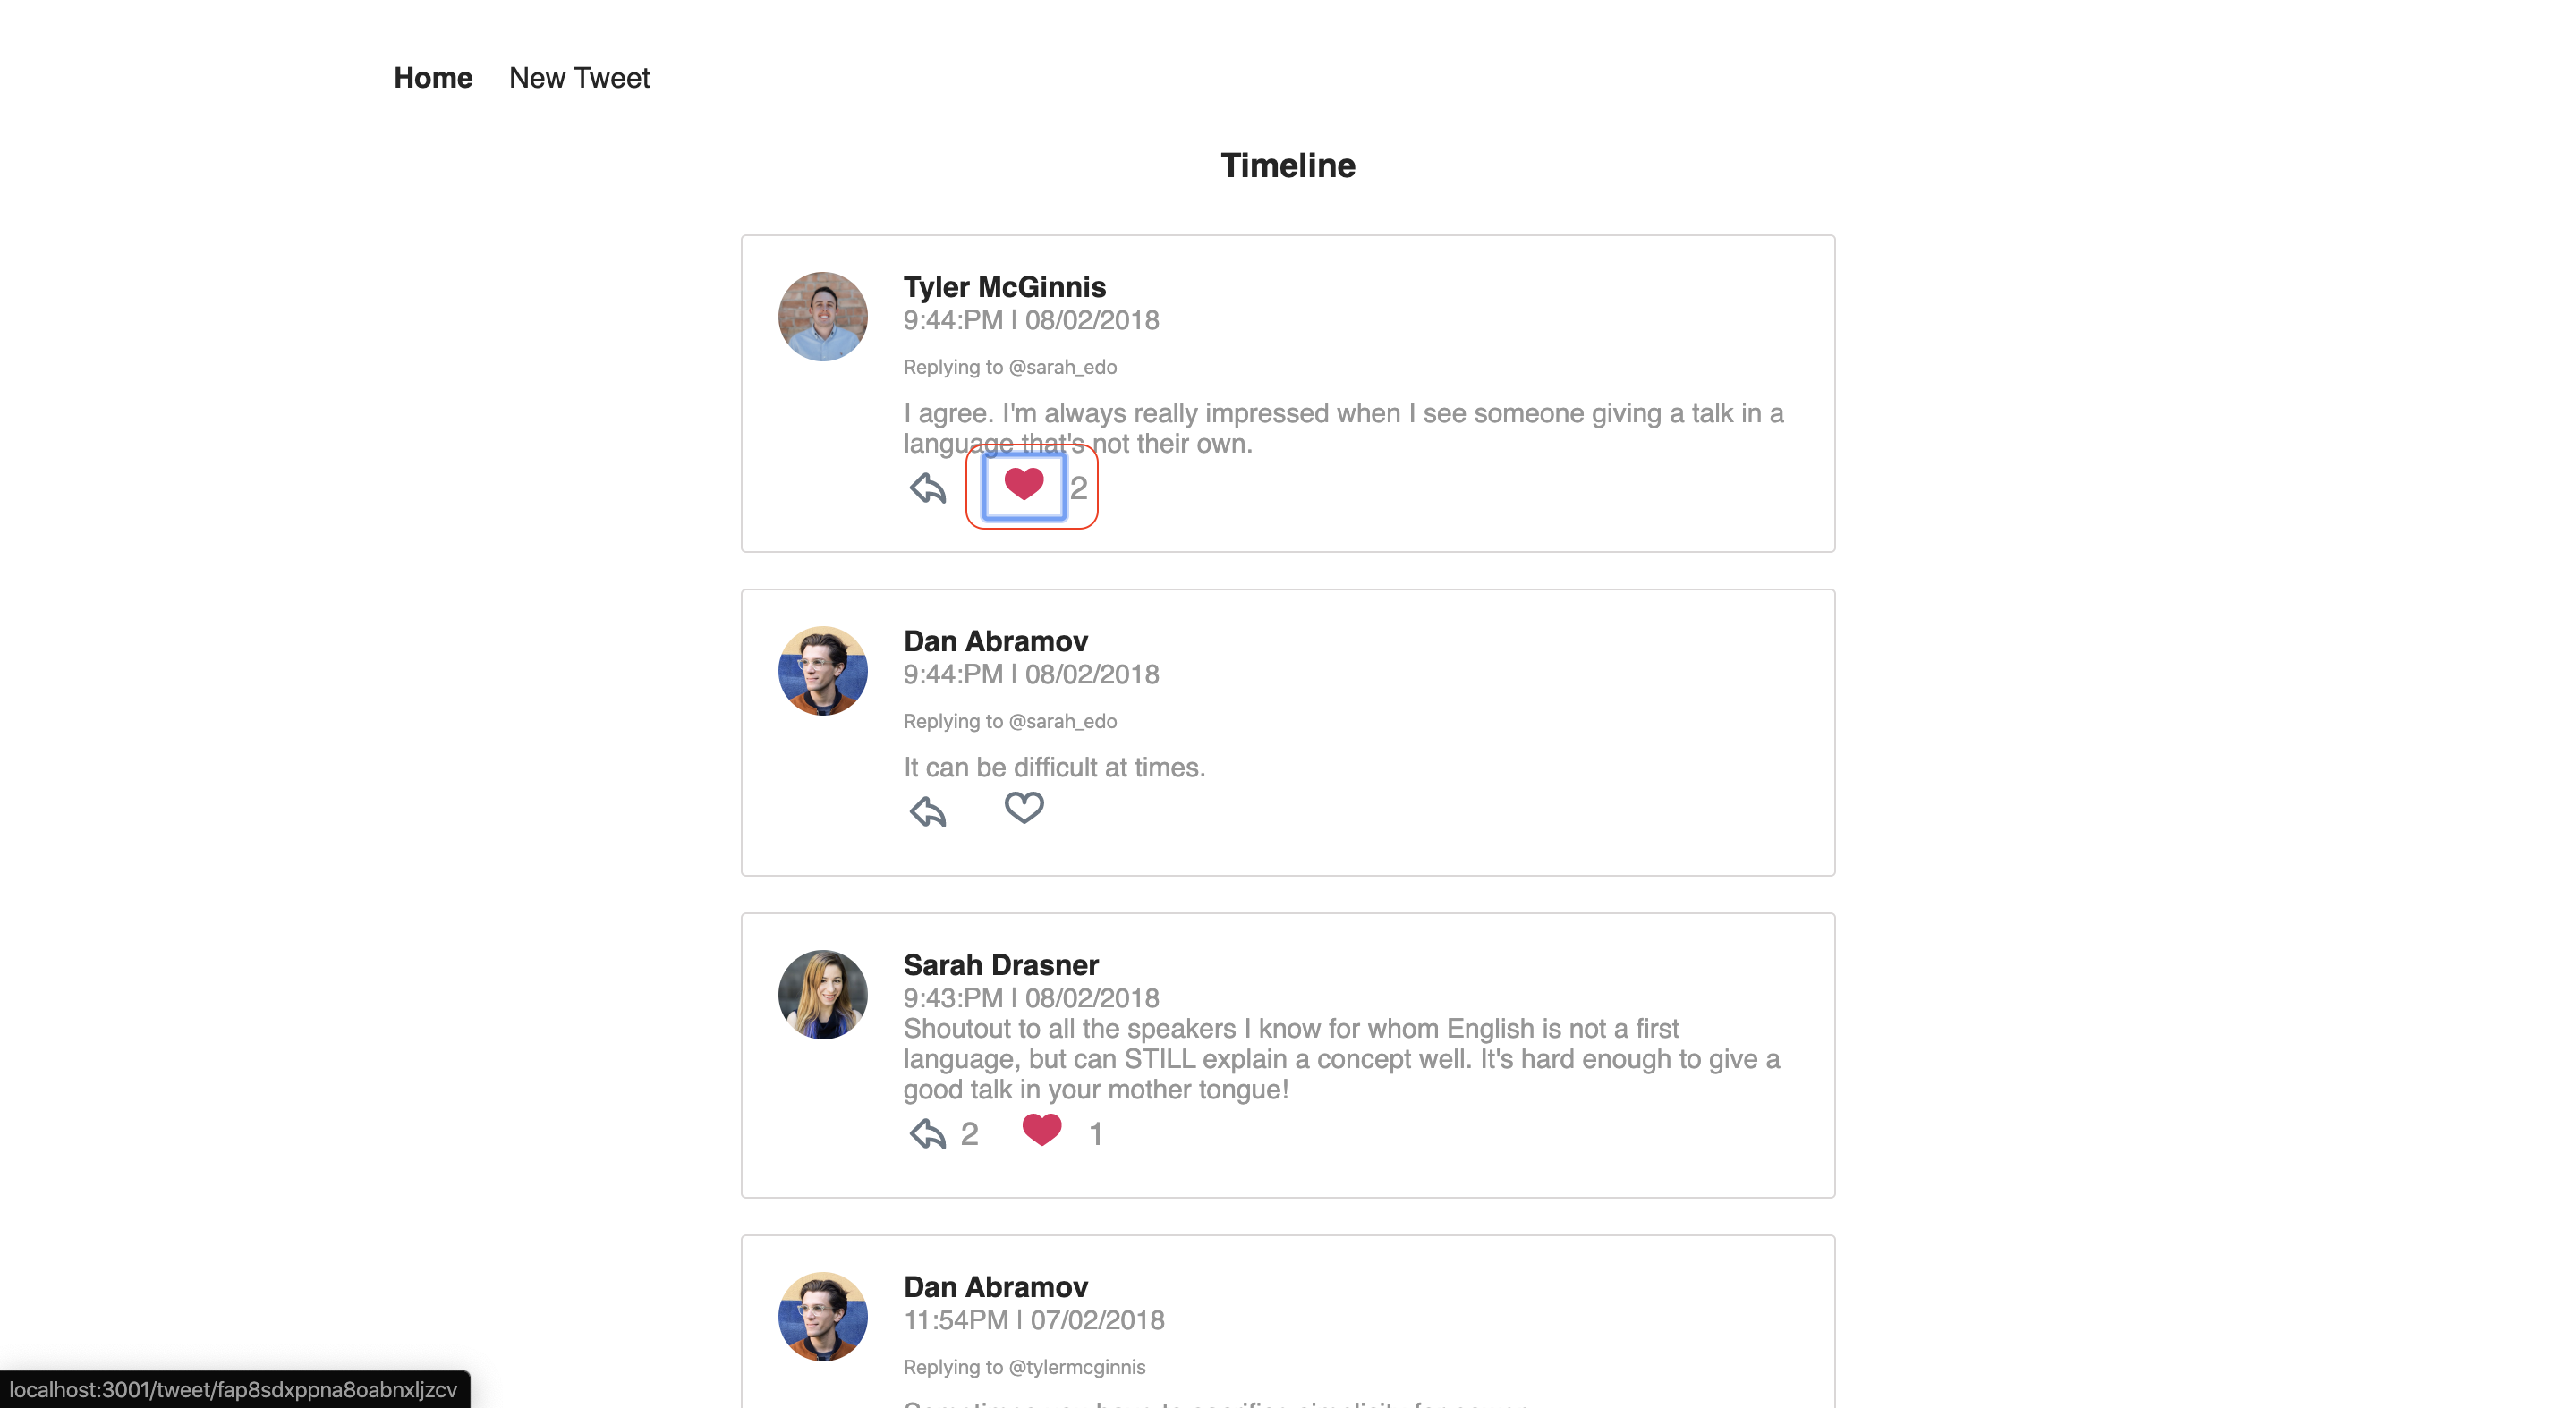 Home New Tweet
Timeline
Tyler McGinnis
9:44:PM | 08/02/2018
Replying to @sarah_edo
I agree. I'm always really impressed when I see someone giving a talk in a
language that's not their own.
2
Dan Abramov
9:44:PM | 08/02/2018
Replying to @sarah_edo
It can be difficult at times.
Sarah Drasner
9:43:PM | 08/02/2018
Shoutout to all the speakers I know for whom English is not a first
language, but can STILL explain a concept well. It's hard enough to give a
good talk in your mother tongue!
2 1
Dan Abramov
11:54PM | 07/02/2018
Replying to @tylermcginnis
localhost:3001/tweet/fap8sdxppna8oabnxljzcv